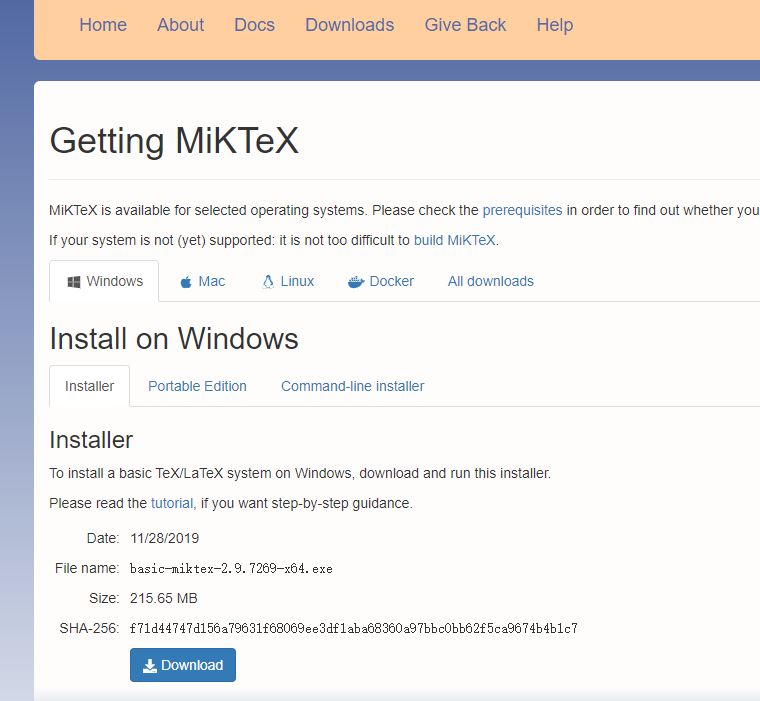 Home About Docs Downloads Give Back Help
Getting MiKTeX
MiKTeX is available for selected operating systems. Please check the prerequisites in order to find out whether you
If your system is not (yet) supported: it is not too difficult to build MiKTeX.
Windows Mac Linux Docker All downloads
Install on Windows
Installer Portable Edition Command-line installer
Installer
To install a basic TeX/LaTeX system on Windows, download and run this installer.
Please read the tutorial, if you want step-by-step guidance.
Date: 11/28/2019
File name: basic-miktex-2.9.7269-x64.exe
Size: 215.65 MB
SHA-256: f71d44747d156a79631f68069ee3df1aba68360a97bbc0bb62f5ca9674b4b1c7
Download